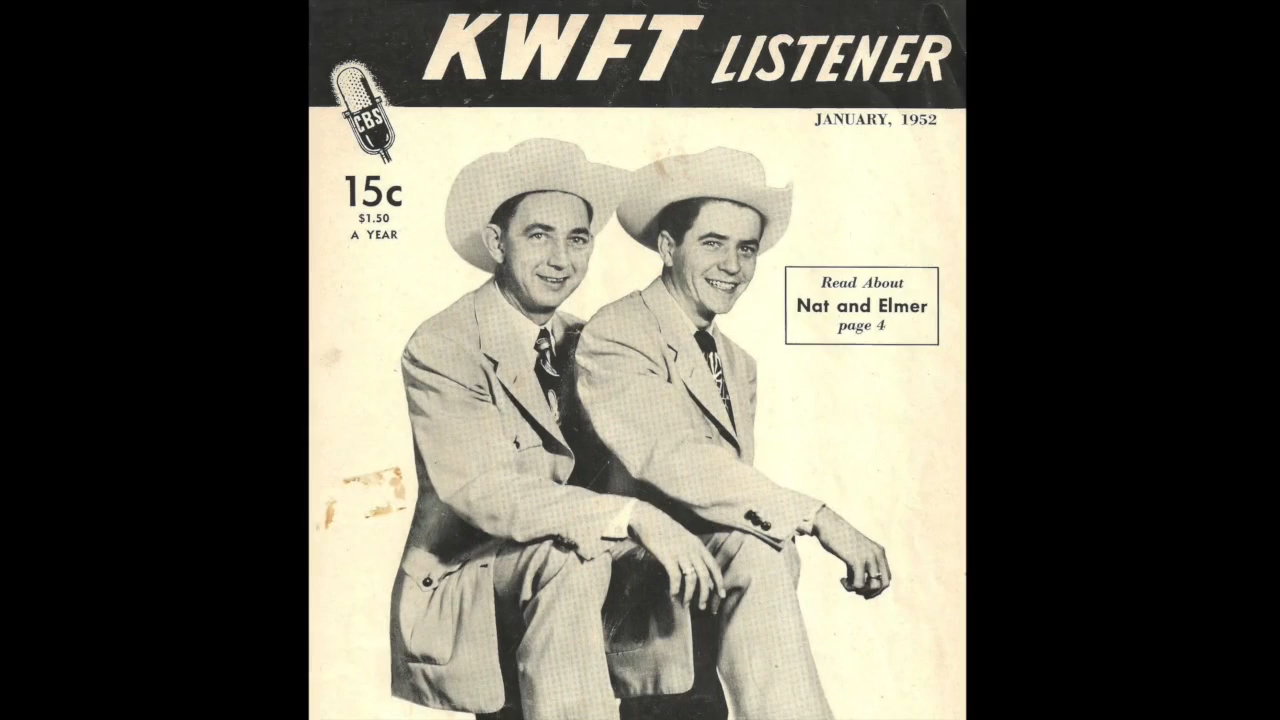 KWFT LISTENER
CBS
JANUARY, 1952
15c
$1.50
A YEAR
Read About
Nat and Elmer
page 4